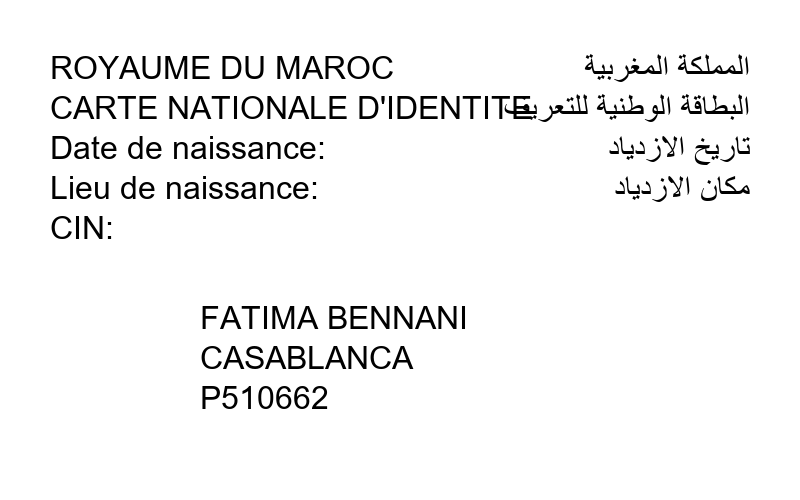 ROYAUME DU MAROC المملكة المغربية
CARTE NATIONALE D'IDENTITE البطاقة الوطنية للتعريف
Date de naissance: تاريخ الازدياد
Lieu de naissance: مكان الازدياد
CIN:
FATIMA BENNANI
CASABLANCA
P510662